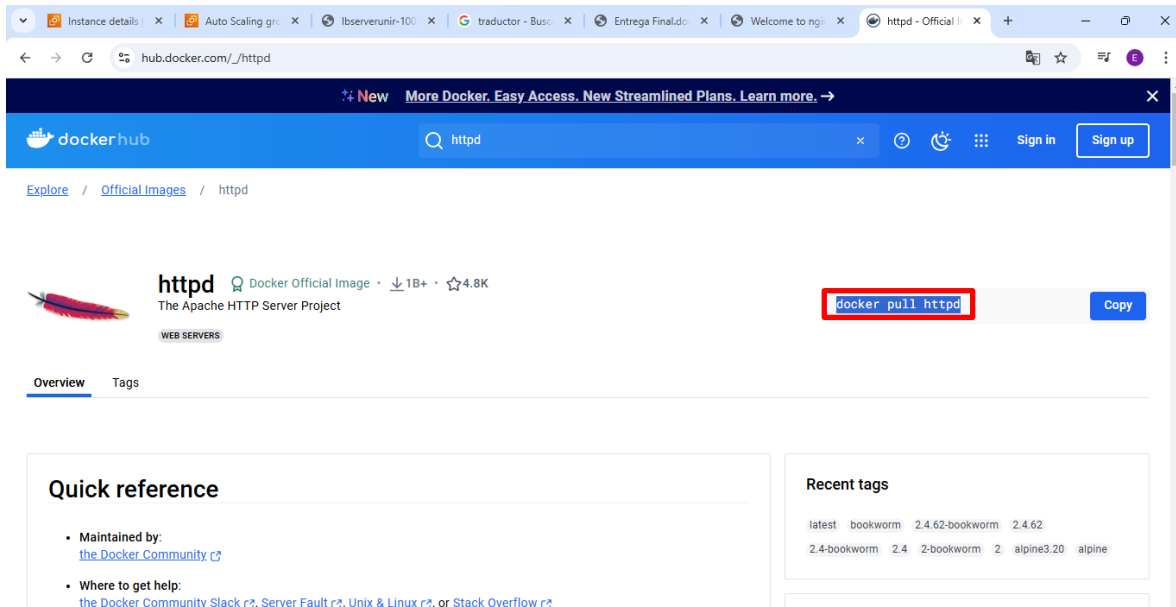 Instance details
Auto Scaling gro
lbserverunir-100
traductor - Busc
Entrega Final.do
Welcome to ngi
httpd - Official I
hub.docker.com/_/httpd
E
New More Docker. Easy Access. New Streamlined Plans. Learn more. →
dockerhub
httpd
Sign in
Sign up
Explore / Official Images / httpd
httpd Docker Official Image · 1B+ · 4.8K
The Apache HTTP Server Project
WEB SERVERS
docker pull httpd
Copy
Overview Tags
Quick reference
• Maintained by:
the Docker Community
• Where to get help:
the Docker Community Slack, Server Fault, Unix & Linux, or Stack Overflow
Recent tags
latest bookworm 2.4.62-bookworm 2.4.62
2.4-bookworm 2.4 2-bookworm 2 alpine3.20 alpine